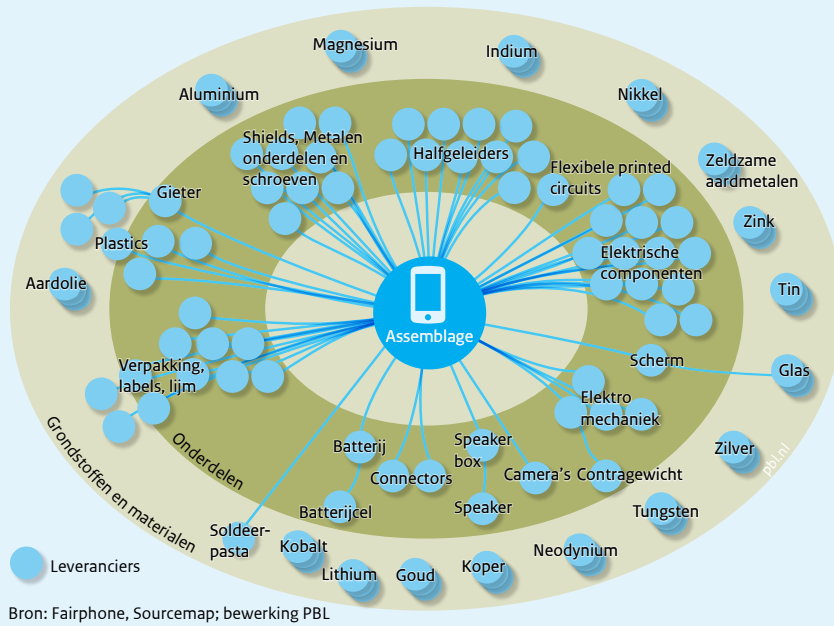 Magnesium
Indium
Aluminium
Nikkel
Shields, Metalen
onderdelen en
schroeven
Halfgeleiders
Flexibele printed
circuits
Zeldzame
aardmetalen
Gieter
Zink
Plastics
Elektrische
componenten
Aardolie
Tin
Assemblage
Scherm
Glas
Verpakking,
labels, lijm
Elektro
mechaniek
Grondstoffen en materialen
Onderdelen
Batterij
Speaker
box
Zilver
pbl.nl
Connectors
Camera's
Contragewicht
Batterijcel
Speaker
Tungsten
Soldeer-
pasta
Kobalt
Neodynium
Lithium
Goud
Koper
Leveranciers
Bron: Fairphone, Sourcemap; bewerking PBL